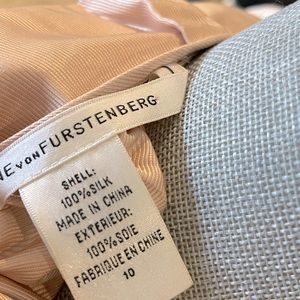 NE von FURSTENBERG
SHELL:
100% SILK
MADE IN CHINA
EXTERIEUR:
100% SOIE
FABRIQUE EN CHINE
10